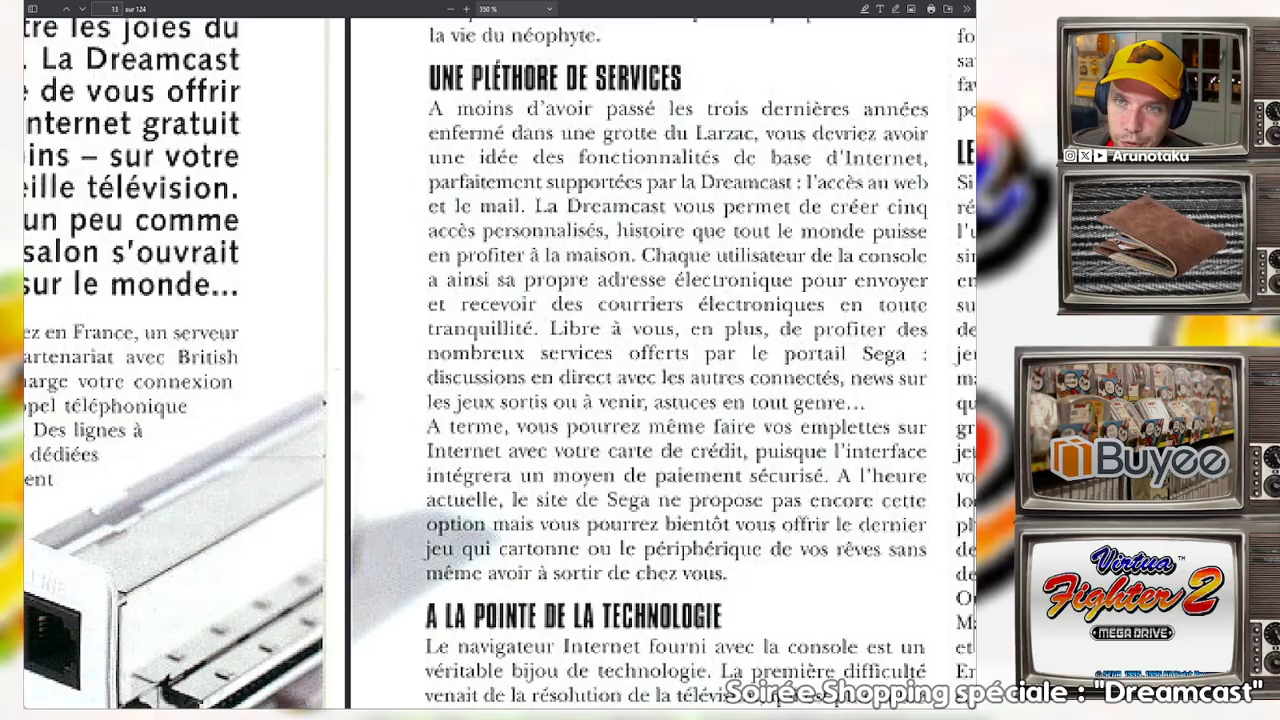 13 sur 124
350 %
tre les joies du
. La Dreamcast
e de vous offrir
nternet gratuit
oins – sur votre
eille télévision.
un peu comme
salon s'ouvrait
sur le monde...
ez en France, un serveur
artenariat avec British
harge votre connexion
ppel téléphonique
Des lignes à
dédiées
ent
la vie du néophyte.
UNE PLÉTHORE DE SERVICES
A moins d'avoir passé les trois dernières années
enfermé dans une grotte du Larzac, vous devriez avoir
une idée des fonctionnalités de base d'Internet,
parfaitement supportées par la Dreamcast : l'accès au web
et le mail. La Dreamcast vous permet de créer cinq
accès personnalisés, histoire que tout le monde puisse
en profiter à la maison. Chaque utilisateur de la console
a ainsi sa propre adresse électronique pour envoyer
et recevoir des courriers électroniques en toute
tranquillité. Libre à vous, en plus, de profiter des
nombreux services offerts par le portail Sega :
discussions en direct avec les autres connectés, news sur
les jeux sortis ou à venir, astuces en tout genre...
A terme, vous pourrez même faire vos emplettes sur
Internet avec votre carte de crédit, puisque l'interface
intégrera un moyen de paiement sécurisé. A l'heure
actuelle, le site de Sega ne propose pas encore cette
option mais vous pourrez bientôt vous offrir le dernier
jeu qui cartonne ou le périphérique de vos rêves sans
même avoir à sortir de chez vous.
A LA POINTE DE LA TECHNOLOGIE
Le navigateur Internet fourni avec la console est un
véritable bijou de technologie. La première difficulté
venait de la résolution de la
LE
Si
Arunotaku
Buyee
Virtua
Fighter 2
MEGA DRIVE
Soirée Shopping spéciale : "Dreamcast"